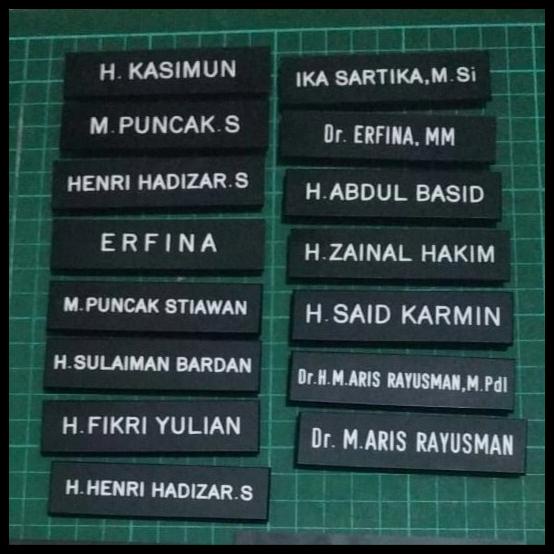 H. KASIMUN
M.PUNCAK.S
HENRI HADIZAR.S
ERFINA
M.PUNCAK STIAWAN
H.SULAIMAN BARDAN
H.FIKRI YULIAN
H.HENRI HADIZAR.S
IKA SARTIKA,M.Si
Dr. ERFINA, MM
H.ABDUL BASID
H.ZAINAL HAKIM
H.SAID KARMIN
Dr.H.M.ARIS RAYUSMAN,M.PdI
Dr. M.ARIS RAYUSMAN